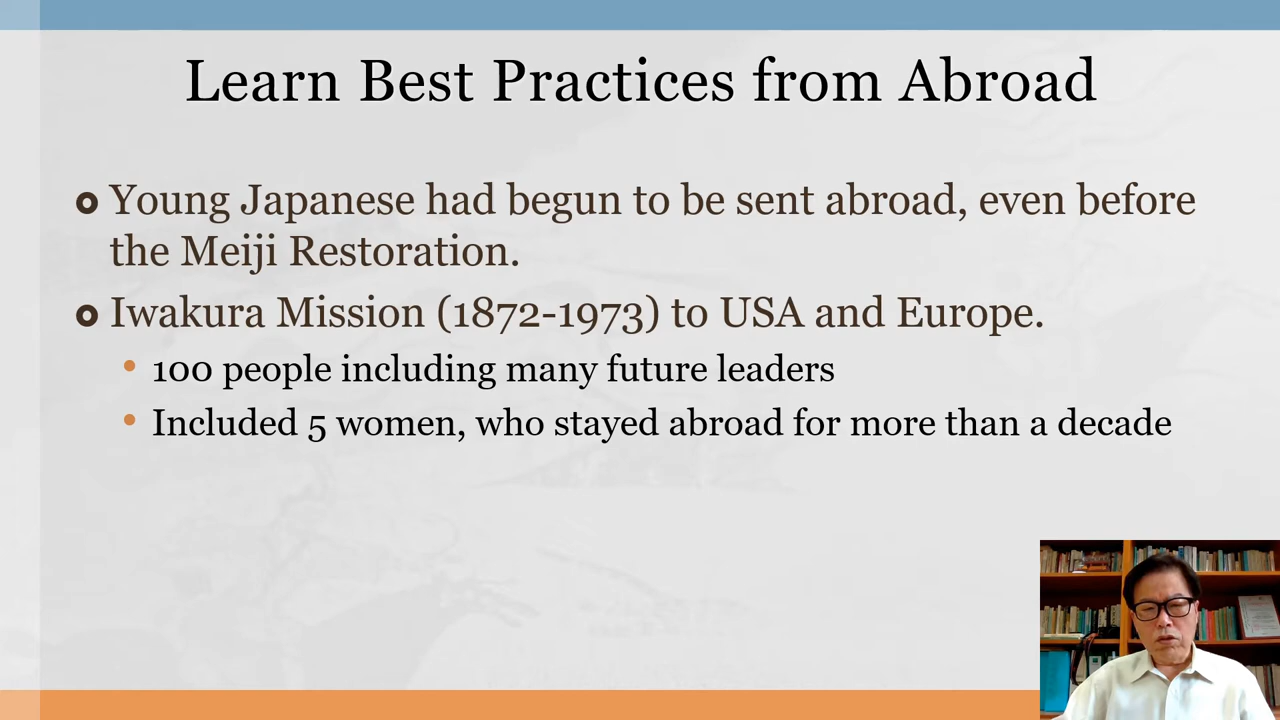 Learn Best Practices from Abroad
Young Japanese had begun to be sent abroad, even before
the Meiji Restoration.
Iwakura Mission (1872-1973) to USA and Europe.
100 people including many future leaders
Included 5 women, who stayed abroad for more than a decade